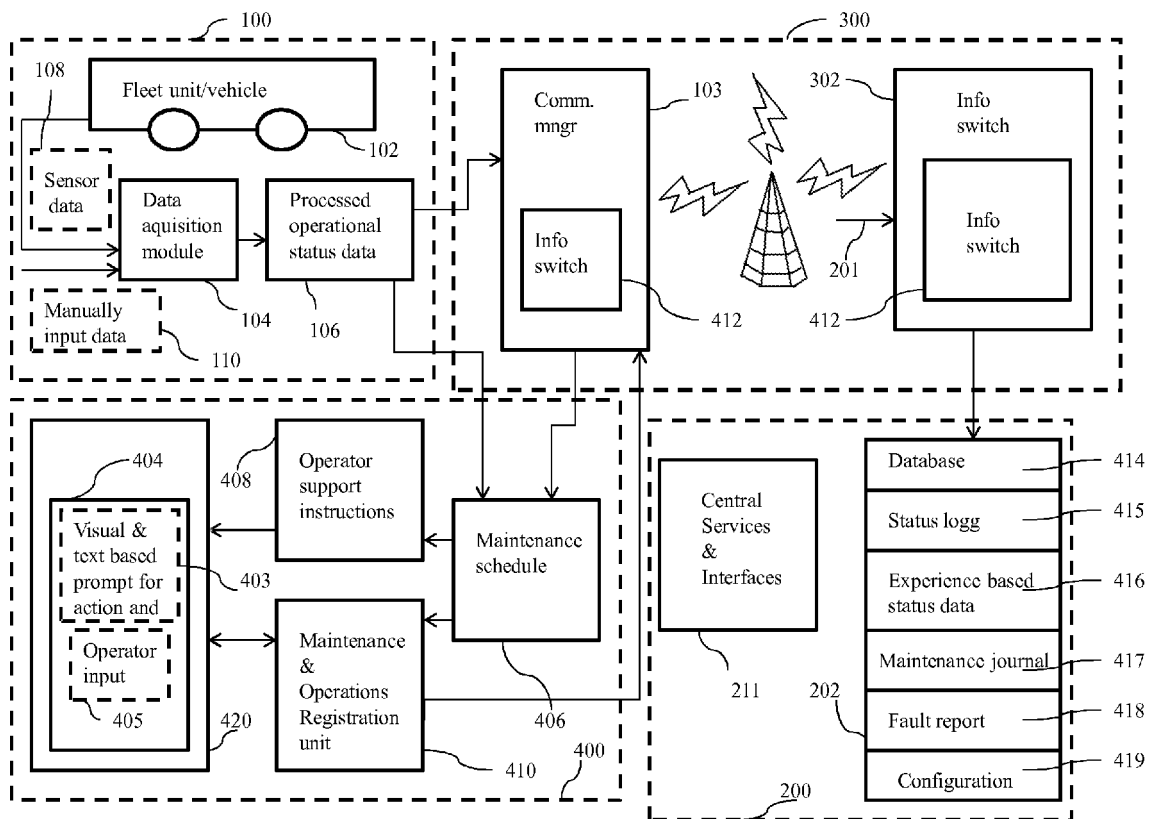 100
300
108
Fleet unit/vehicle
102
Sensor
data
Data
aquisition
module
Processed
operational
status data
Manually
input data
104
106
110
Comm.
mngr
103
Info
switch
412
302
Info
switch
Info
switch
201
412
404
Visual &
text based
prompt for
action and
403
Operator
input
405
420
408
Operator
support
instructions
Maintenance
schedule
406
Maintenance
&
Operations
Registration
unit
410
400
Central
Services
&
Interfaces
211
Database
414
Status logg
415
Experience based
status data
416
Maintenance journal
417
202
Fault report
418
Configuration
419
200